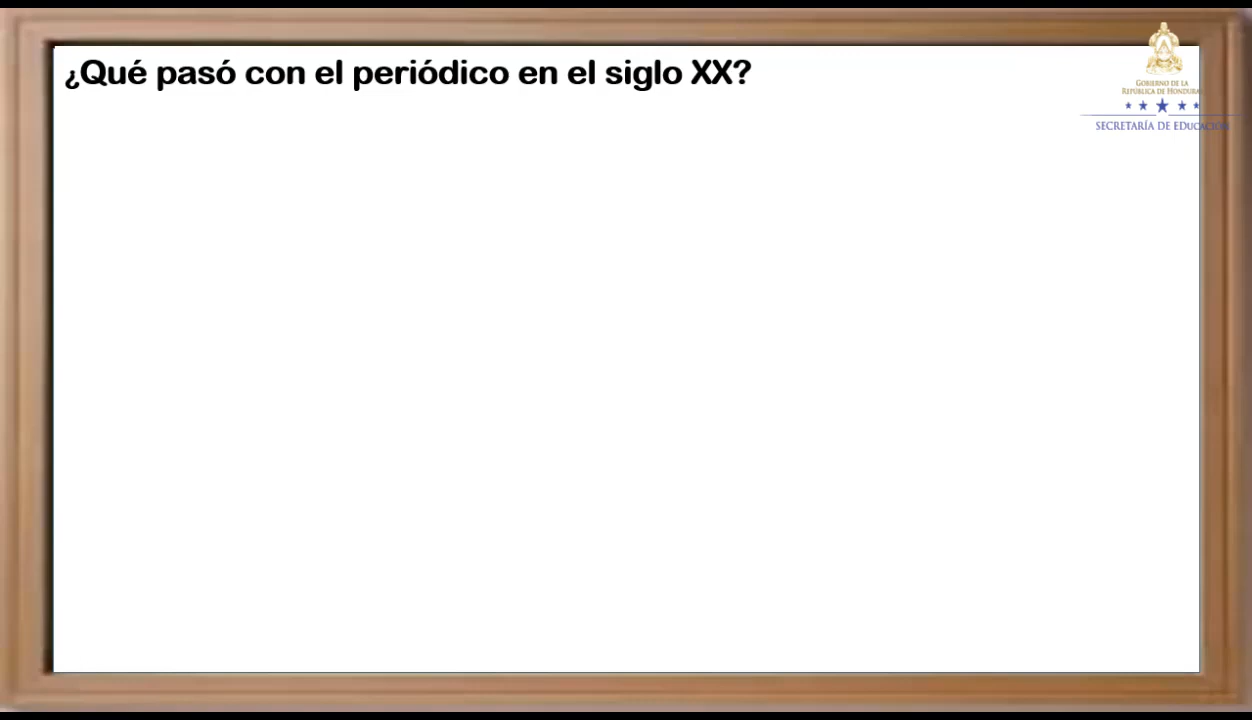 ¿Qué pasó con el periódico en el siglo XX?
GOBIERNO DE LA
REPÚBLICA DE HONDURAS
SECRETARÍA DE EDUCACIÓN